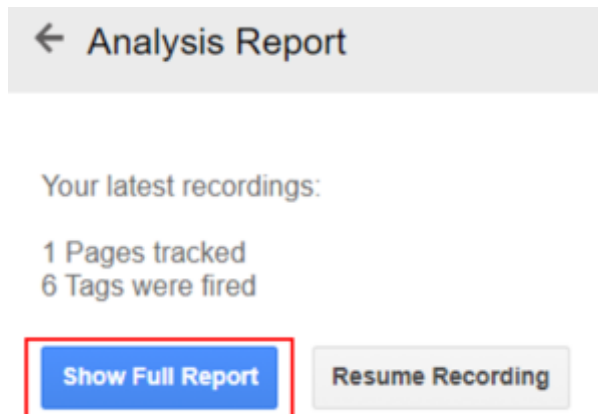 Analysis Report
Your latest recordings:
1 Pages tracked
6 Tags were fired
Show Full Report
Resume Recording